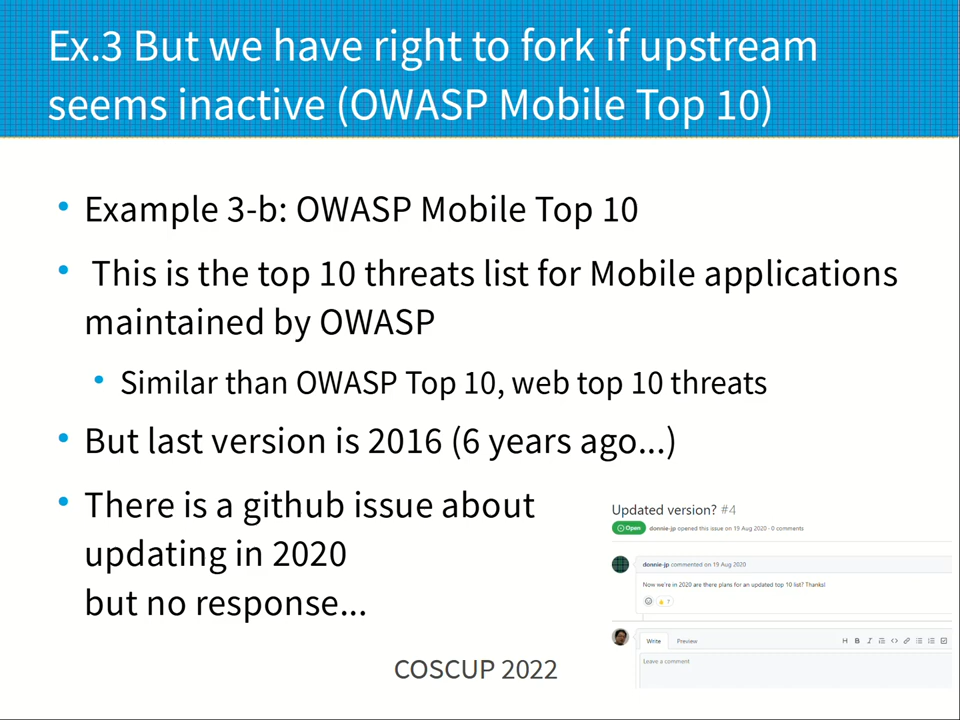 Ex.3 But we have right to fork if upstream
seems inactive (OWASP Mobile Top 10)
• Example 3-b: OWASP Mobile Top 10
• This is the top 10 threats list for Mobile applications
maintained by OWASP
• Similar than OWASP Top 10, web top 10 threats
• But last version is 2016 (6 years ago...)
• There is a github issue about
updating in 2020
but no response...
Updated version? #4
Open donnie-jp opened this issue on 19 Aug 2020 · 0 comments
donnie-jp commented on 19 Aug 2020
Now we're in 2020 are there plans for an updated top 10 list? Thanks!
7
Write Preview
Leave a comment
COSCUP 2022